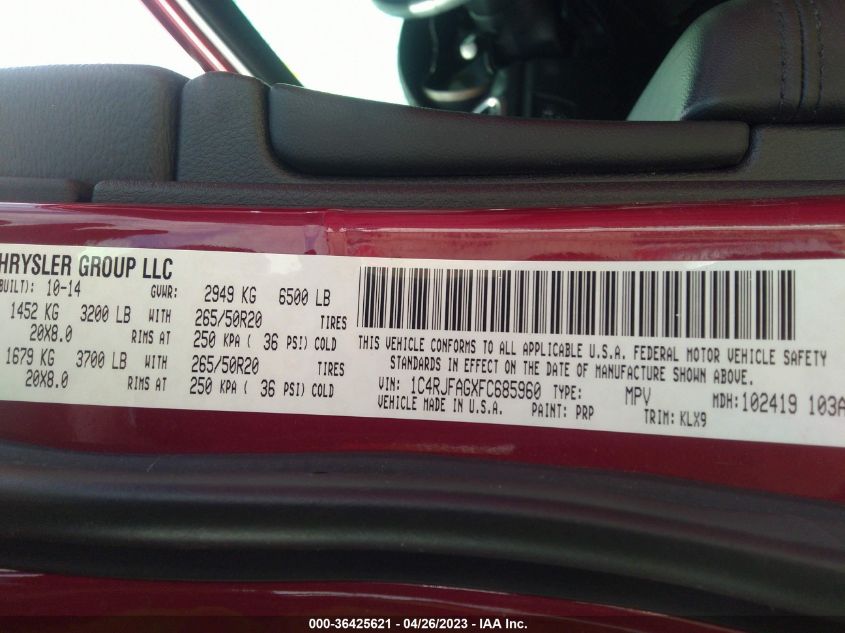 HRYSLER GROUP LLC
BUILT): 10-14 GVWR: 2949 KG 6500 LB
1452 KG 3200 LB WITH 265/50R20 TIRES
20X8.0 RIMS AT 250 KPA ( 36 PSI) COLD
1679 KG 3700 LB WITH 265/50R20 TIRES
20X8.0 RIMS AT 250 KPA ( 36 PSI) COLD
THIS VEHICLE CONFORMS TO ALL APPLICABLE U.S.A. FEDERAL MOTOR VEHICLE SAFETY
STANDARDS IN EFFECT ON THE DATE OF MANUFACTURE SHOWN ABOVE.
VIN: 1C4RJFAGXFC685960 TYPE: MPV MDH:102419 103A
VEHICLE MADE IN U.S.A. PAINT: PRP TRIM: KLX9
000-36425621 - 04/26/2023 - IAA Inc.